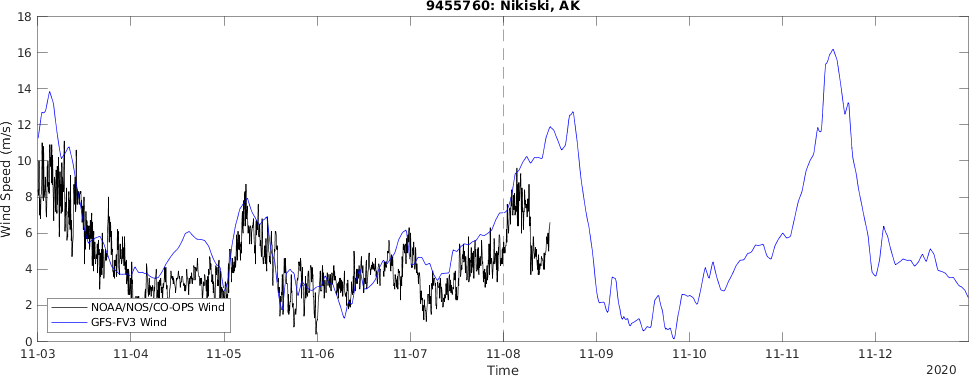 9455760: Nikiski, AK
Wind Speed (m/s)
18
16
14
12
10
8
6
4
2
0
NOAA/NOS/CO-OPS Wind
GFS-FV3 Wind
11-03 11-04 11-05 11-06 11-07 11-08 11-09 11-10 11-11 11-12
Time
2020